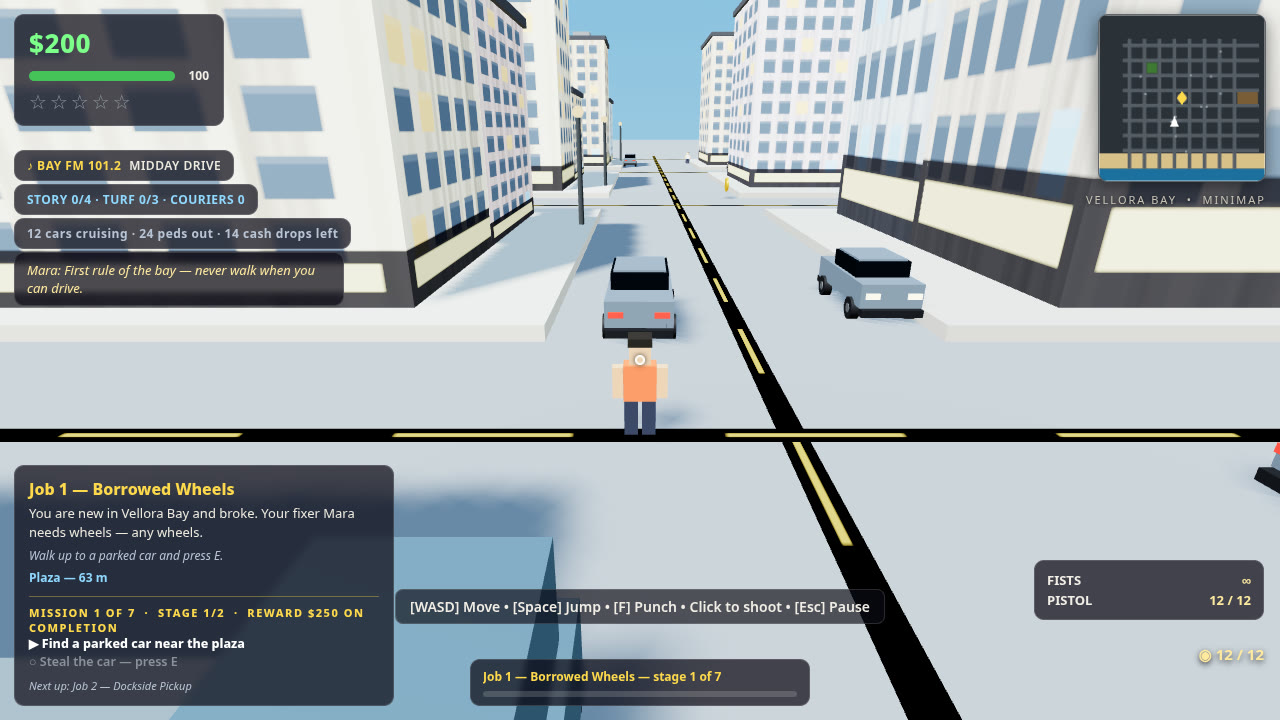 $200
100
☆☆☆☆☆
♪ BAY FM 101.2 MIDDAY DRIVE
STORY 0/4 · TURF 0/3 · COURIERS 0
12 cars cruising · 24 peds out · 14 cash drops left
Mara: First rule of the bay — never walk when you
can drive.
VELLORA BAY • MINIMAP
Job 1 — Borrowed Wheels
You are new in Vellora Bay and broke. Your fixer Mara
needs wheels — any wheels.
Walk up to a parked car and press E.
Plaza — 63 m
MISSION 1 OF 7 · STAGE 1/2 · REWARD $250 ON
COMPLETION
▶ Find a parked car near the plaza
○ Steal the car — press E
Next up: Job 2 — Dockside Pickup
[WASD] Move • [Space] Jump • [F] Punch • Click to shoot • [Esc] Pause
Job 1 — Borrowed Wheels — stage 1 of 7
FISTS ∞
PISTOL 12 / 12
◉ 12 / 12